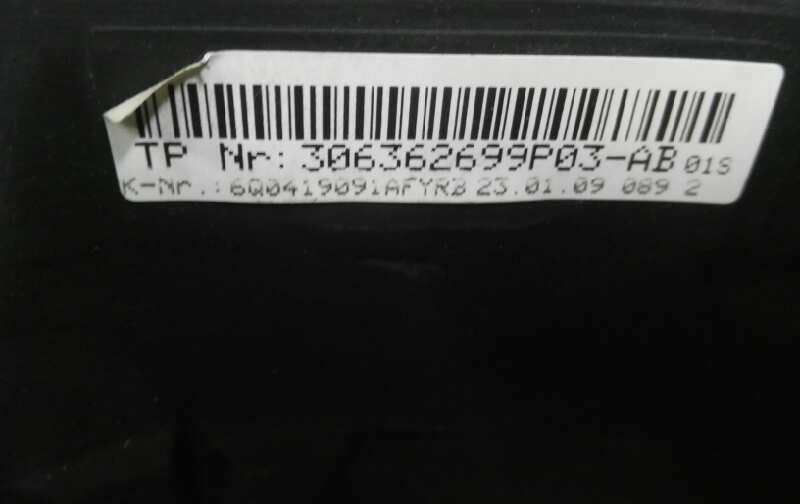 TP Nr: 306362699P03-AB 01S
K-Nr.: 6Q0419091AFYRB 23.01.09 089 2